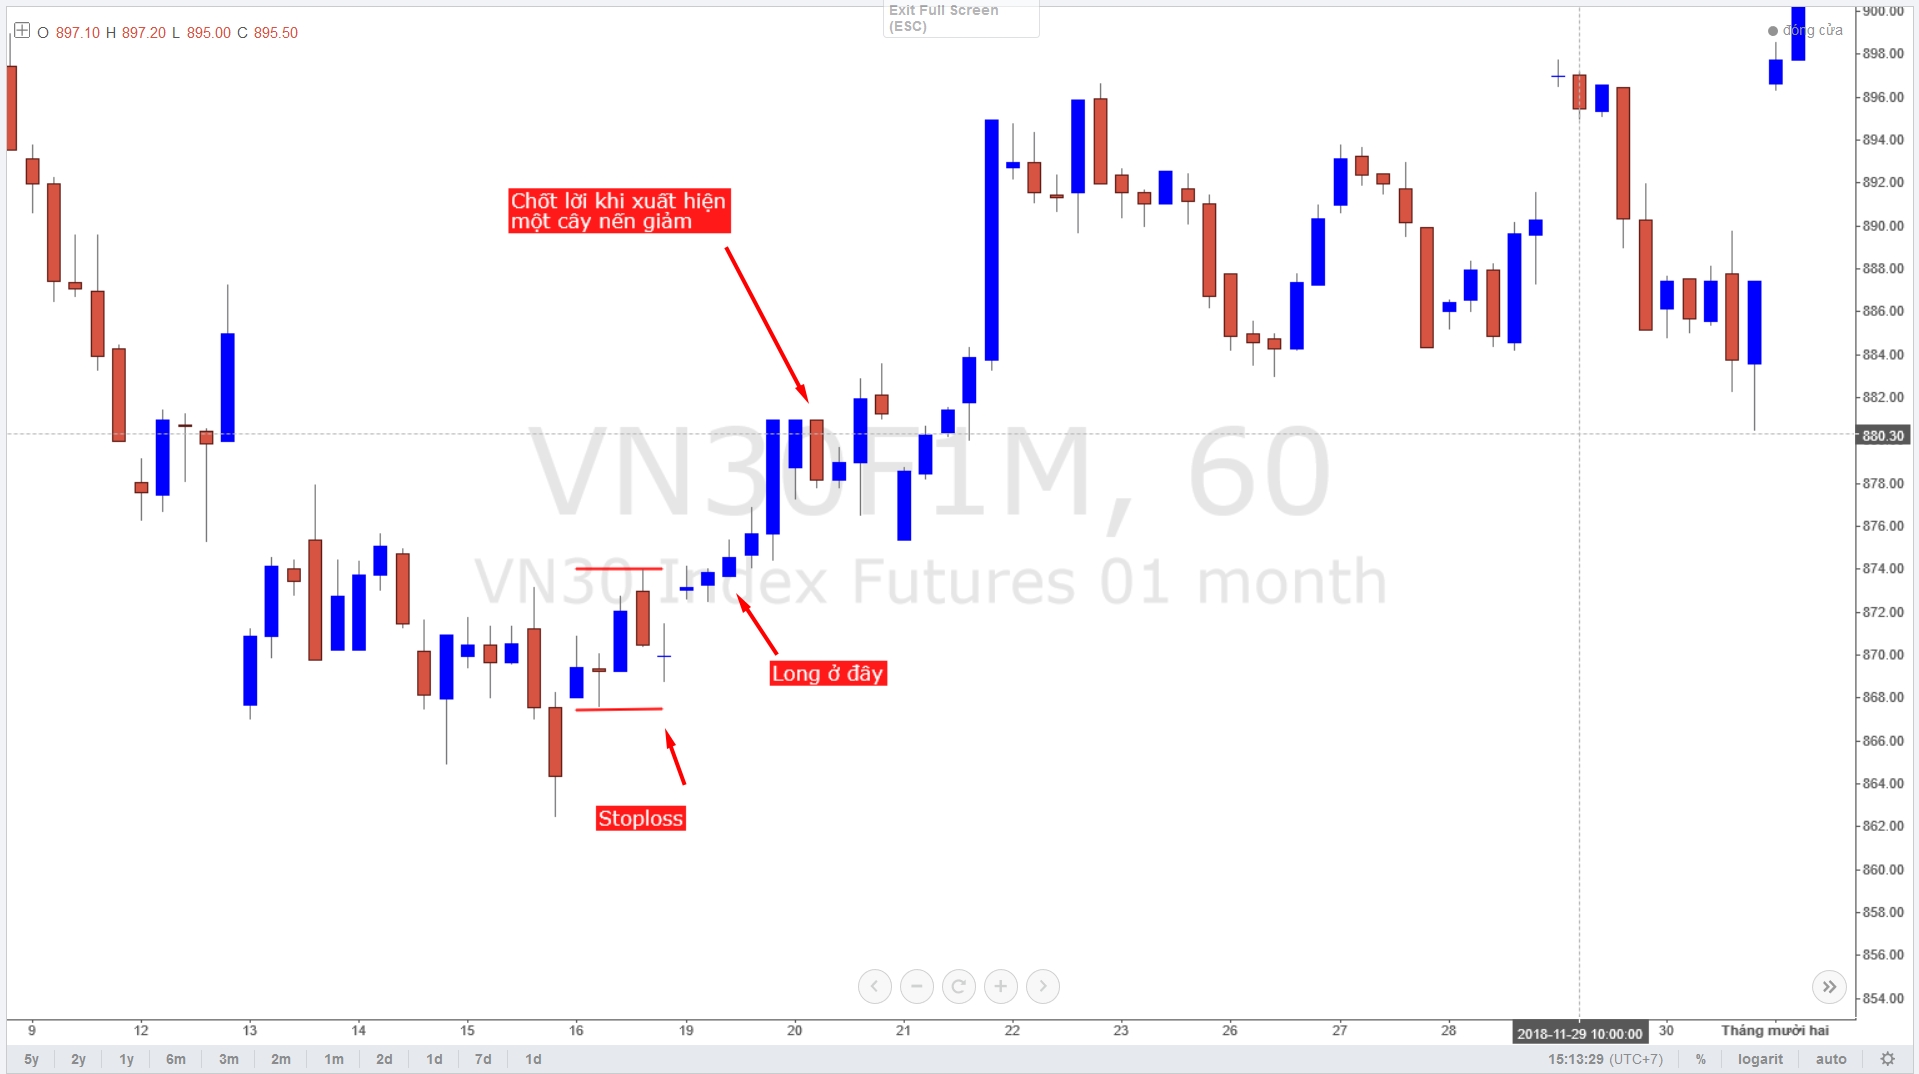 Exit Full Screen
(ESC)
O 897.10 H 897.20 L 895.00 C 895.50
đóng cửa
Chốt lời khi xuất hiện
một cây nến giảm
VN30F1M, 60
VN30 Index Futures 01 month
Long ở đây
Stoploss
900.00
898.00
896.00
894.00
892.00
890.00
888.00
886.00
884.00
882.00
880.30
878.00
876.00
874.00
872.00
870.00
868.00
866.00
864.00
862.00
860.00
858.00
856.00
854.00
9 12 13 14 15 16 19 20 21 22 23 26 27 28 2018-11-29 10:00:00 30 Tháng mười hai
5y 2y 1y 6m 3m 2m 1m 2d 1d 7d 1d 15:13:29 (UTC+7) % logarit auto